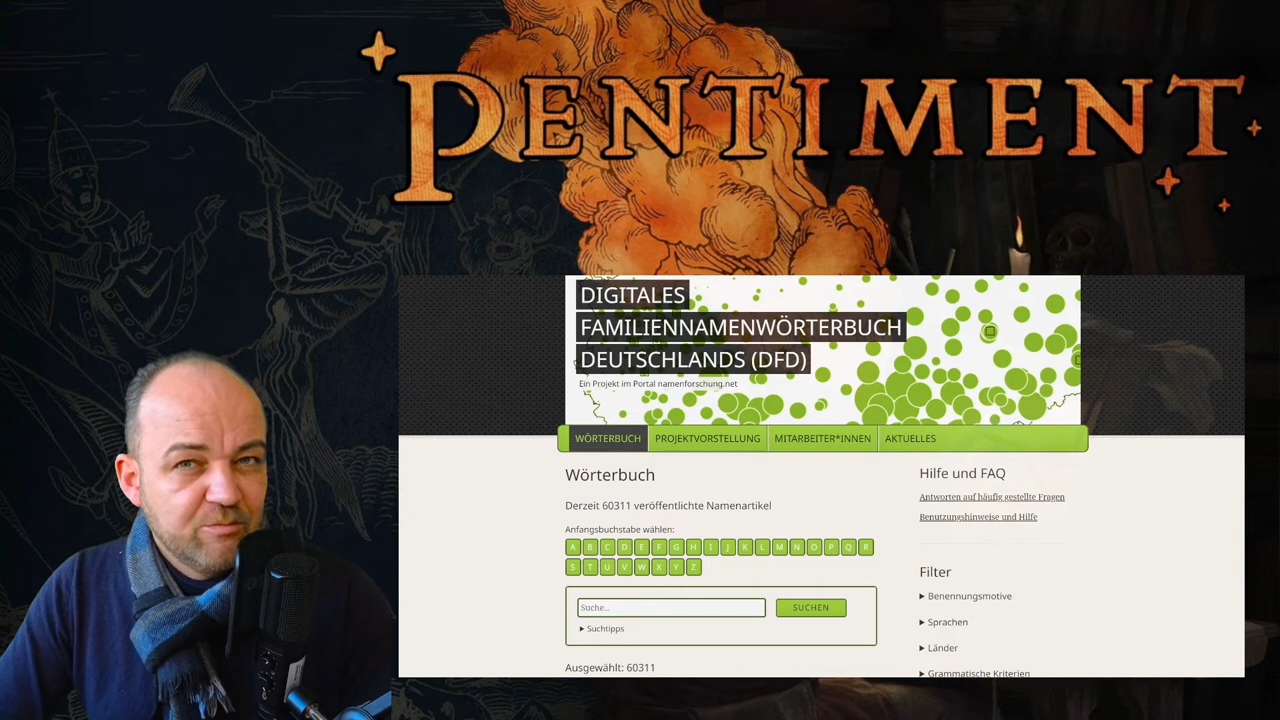 PENTIMENT
DIGITALES
FAMILIENNAMENWÖRTERBUCH
DEUTSCHLANDS (DFD)
Ein Projekt im Portal namenforschung.net
WÖRTERBUCH PROJEKTVORSTELLUNG MITARBEITER*INNEN AKTUELLES
Wörterbuch
Derzeit 60311 veröffentlichte Namenartikel
Anfangsbuchstabe wählen:
A B C D E F G H I J K L M N O P Q R
S T U V W X Y Z
Suche... SUCHEN
Suchtipps
Ausgewählt: 60311
Hilfe und FAQ
Antworten auf häufig gestellte Fragen
Benutzungshinweise und Hilfe
Filter
Benennungsmotive
Sprachen
Länder
Grammatische Kriterien